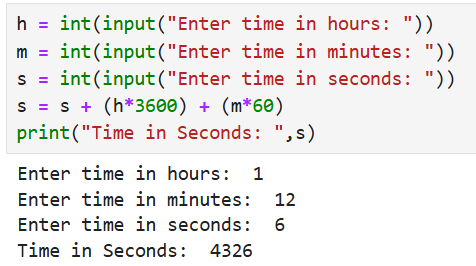 h = int(input("Enter time in hours: "))
m = int(input("Enter time in minutes: "))
s = int(input("Enter time in seconds: "))
s = s + (h*3600) + (m*60)
print("Time in Seconds: ",s)
Enter time in hours:  1
Enter time in minutes:  12
Enter time in seconds:  6
Time in Seconds:  4326